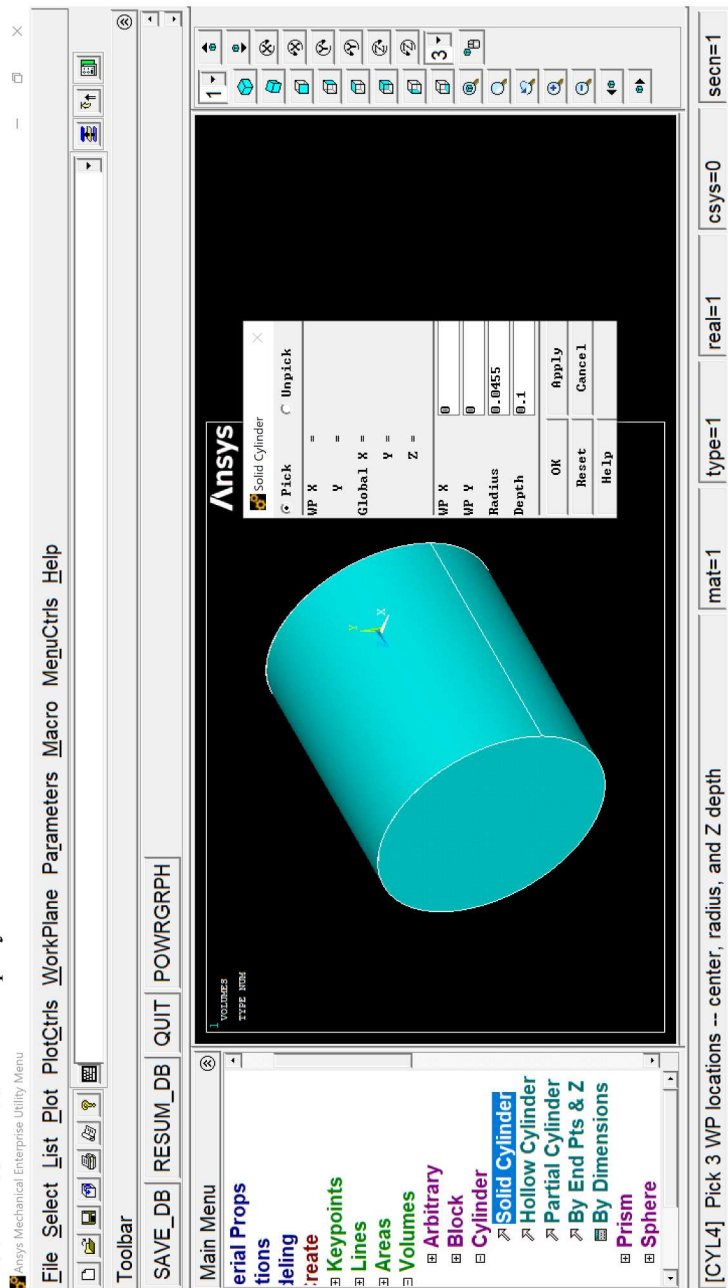 Ansys Mechanical Enterprise Utility Menu
File Select List Plot PlotCtrls WorkPlane Parameters Macro MenuCtrls Help
Toolbar
SAVE_DB RESUM_DB QUIT POWRGRPH
Main Menu
erial Props
tions
deling
reate
Keypoints
Lines
Areas
Volumes
Arbitrary
Block
Cylinder
Solid Cylinder
Hollow Cylinder
Partial Cylinder
By End Pts & Z
By Dimensions
Prism
Sphere
1
VOLUMES
TYPE NUM
Ansys
Y
X
Z
Solid Cylinder
Pick Unpick
WP X =
Y =
Global X =
Y =
Z =
WP X 0
WP Y 0
Radius 0.0455
Depth 0.1
OK Apply
Reset Cancel
Help
1
3
[CYL4] Pick 3 WP locations -- center, radius, and Z depth
mat=1
type=1
real=1
csys=0
secn=1